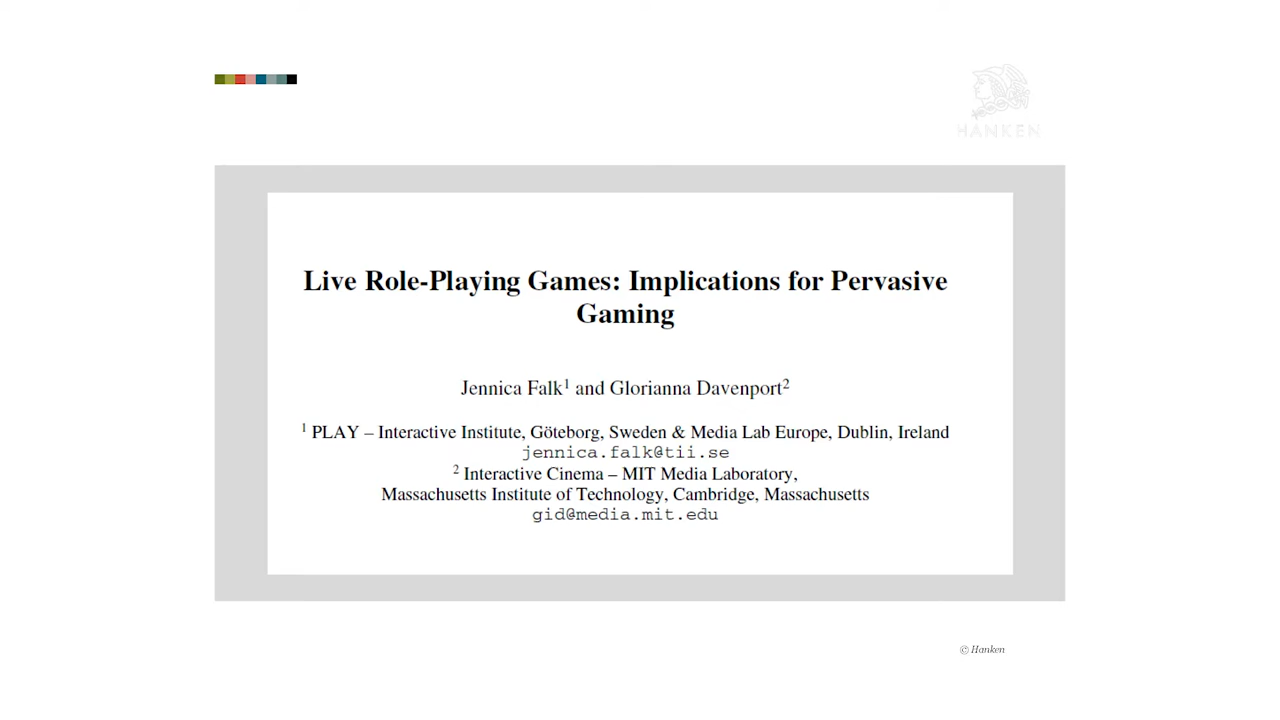 HANKEN
Live Role-Playing Games: Implications for Pervasive
Gaming
Jennica Falk¹ and Glorianna Davenport²
¹ PLAY – Interactive Institute, Göteborg, Sweden & Media Lab Europe, Dublin, Ireland
jennica.falk@tii.se
² Interactive Cinema – MIT Media Laboratory,
Massachusetts Institute of Technology, Cambridge, Massachusetts
gid@media.mit.edu
© Hanken